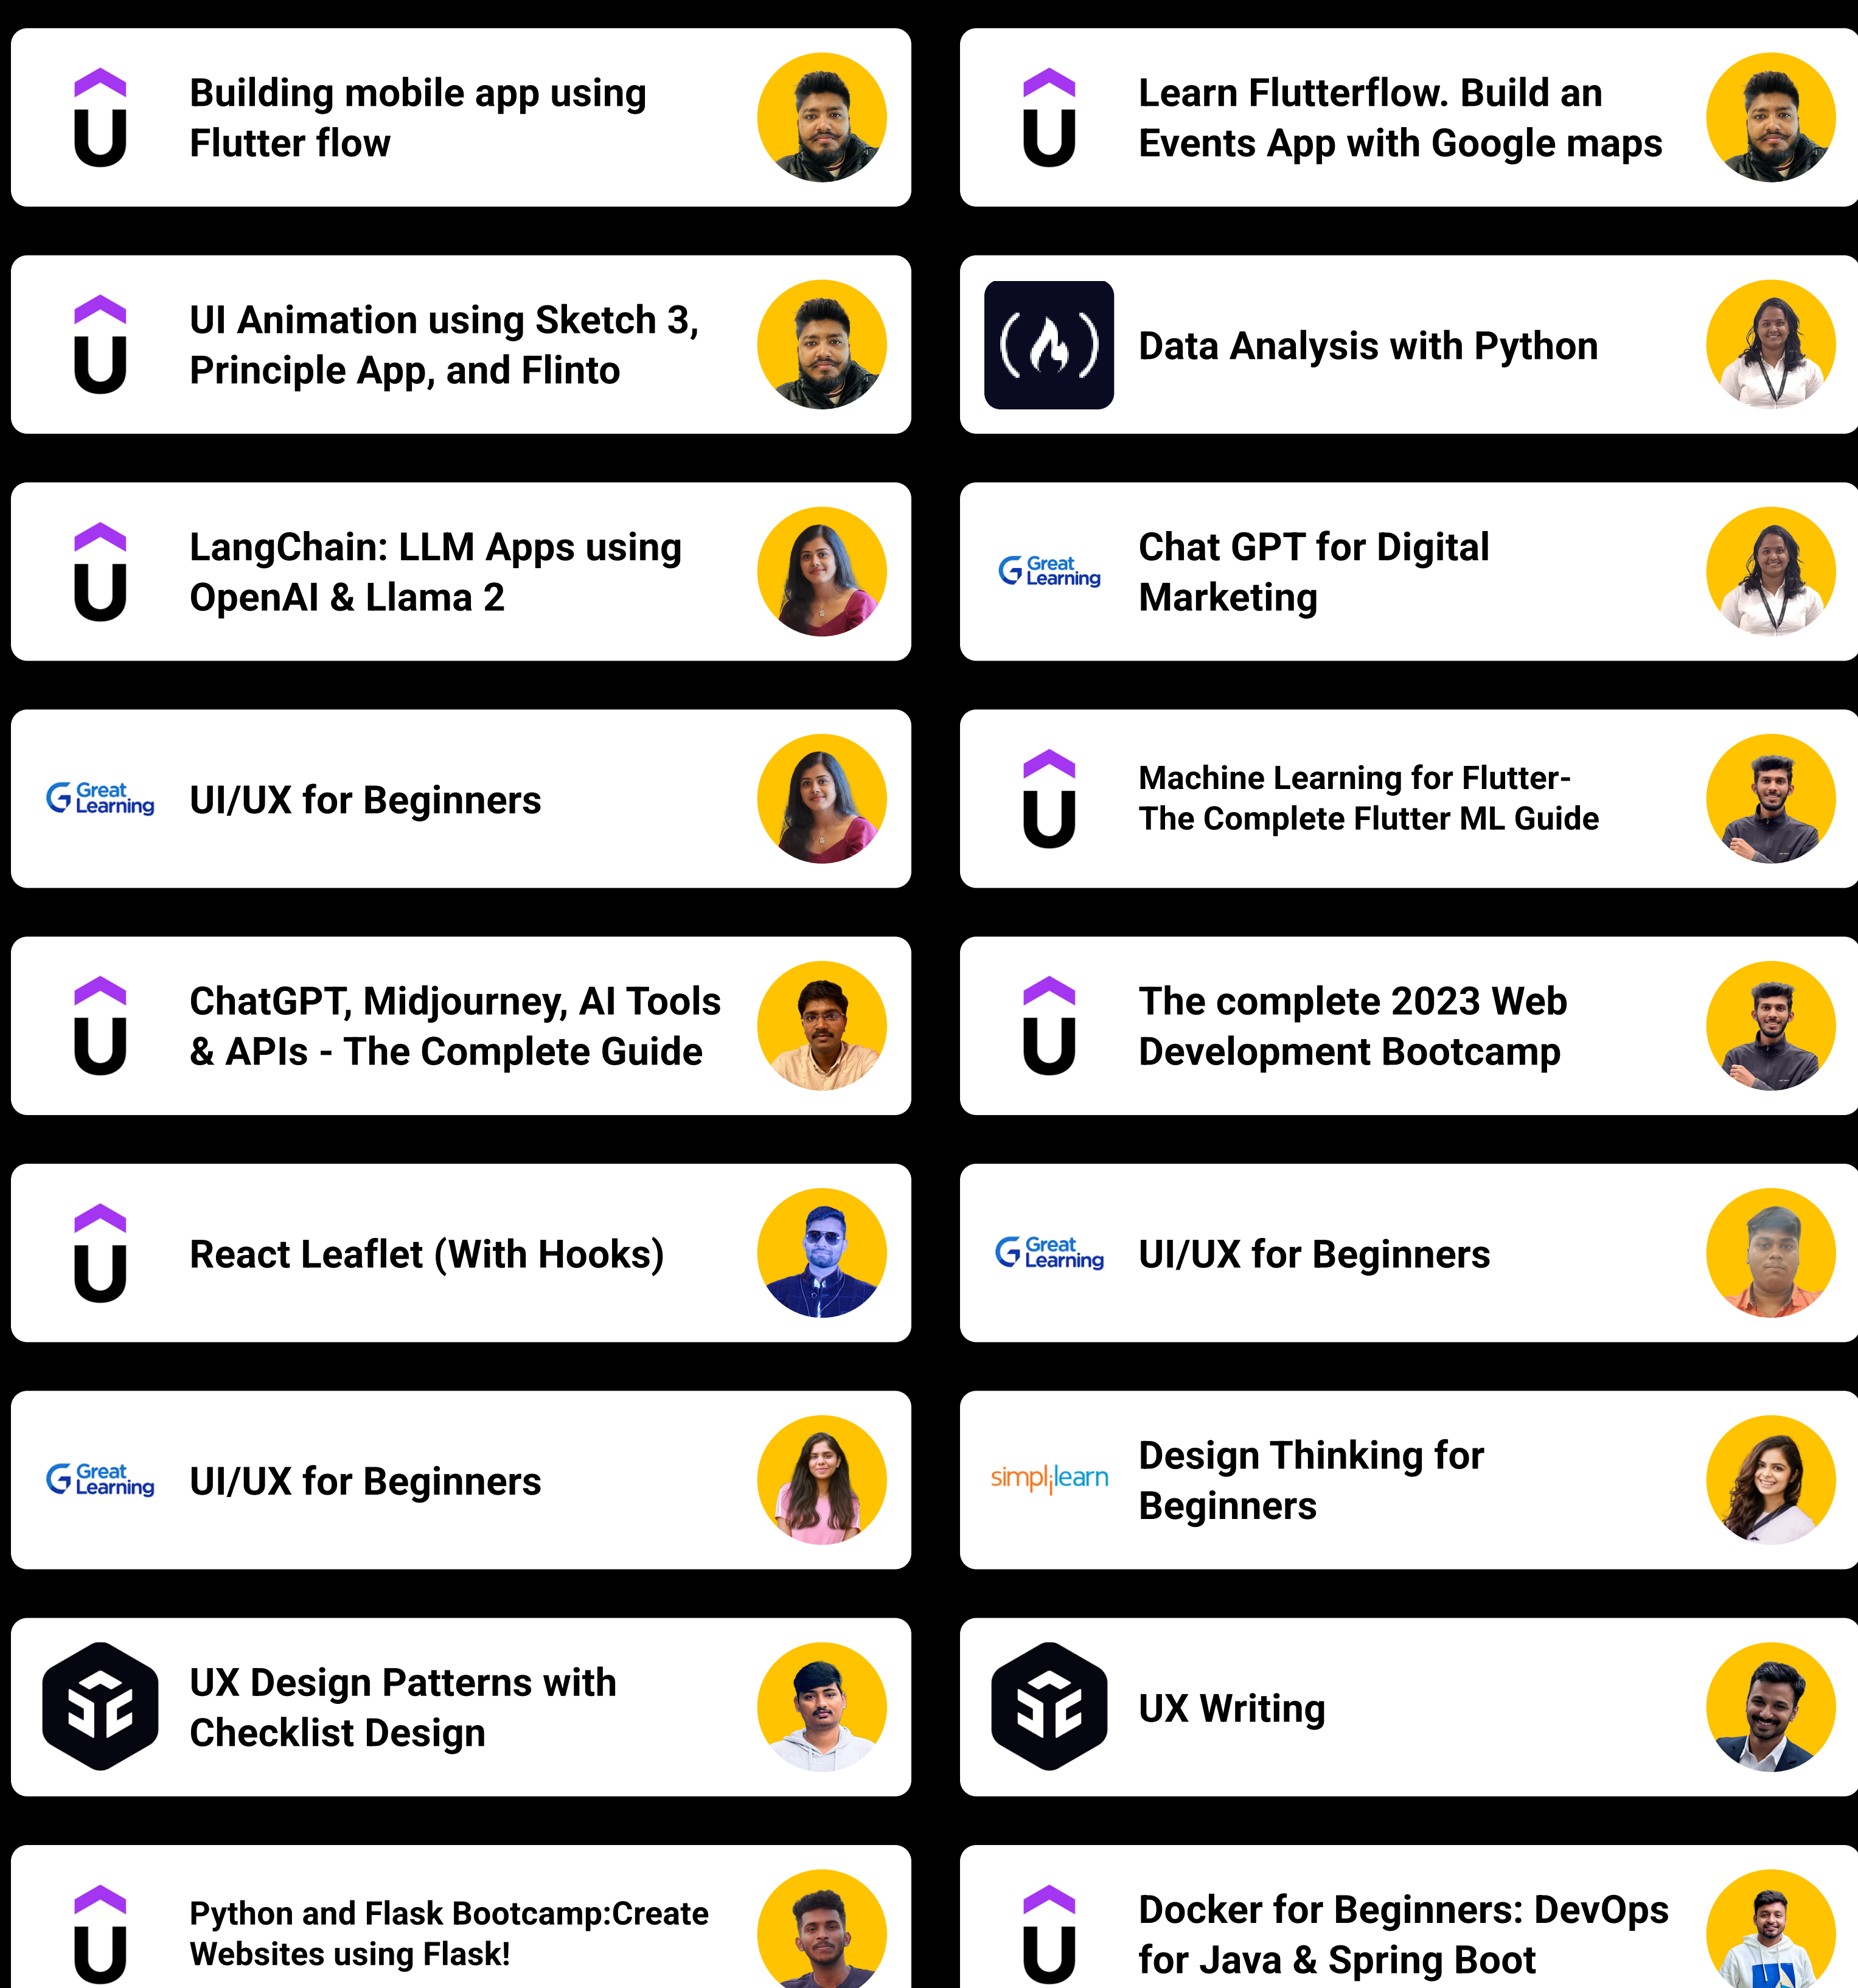 Building mobile app using
Flutter flow
Learn Flutterflow. Build an
Events App with Google maps
UI Animation using Sketch 3,
Principle App, and Flinto
Data Analysis with Python
LangChain: LLM Apps using
OpenAI & Llama 2
Great
Learning
Chat GPT for Digital
Marketing
Great
Learning
UI/UX for Beginners
Machine Learning for Flutter-
The Complete Flutter ML Guide
ChatGPT, Midjourney, AI Tools
& APIs - The Complete Guide
The complete 2023 Web
Development Bootcamp
React Leaflet (With Hooks)
Great
Learning
UI/UX for Beginners
Great
Learning
UI/UX for Beginners
simplilearn
Design Thinking for
Beginners
UX Design Patterns with
Checklist Design
UX Writing
Python and Flask Bootcamp:Create
Websites using Flask!
Docker for Beginners: DevOps
for Java & Spring Boot